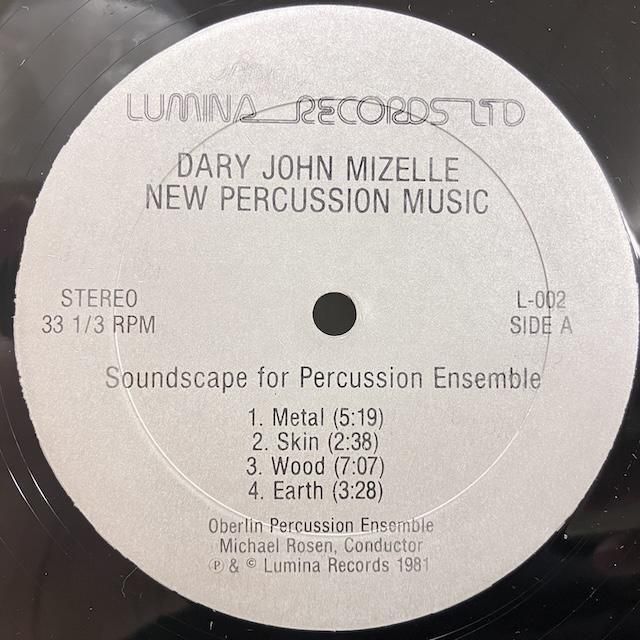 LUMINA RECORDS LTD
DARY JOHN MIZELLE
NEW PERCUSSION MUSIC
STEREO
33 1/3 RPM
L-002
SIDE A
Soundscape for Percussion Ensemble
1. Metal (5:19)
2. Skin (2:38)
3. Wood (7:07)
4. Earth (3:28)
Oberlin Percussion Ensemble
Michael Rosen, Conductor
℗ & © Lumina Records 1981